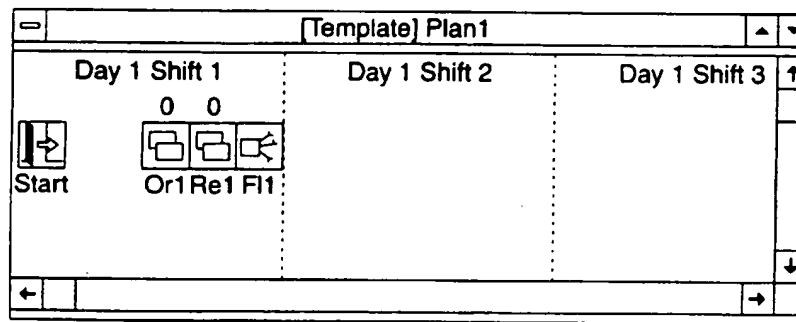 [Template] Plan1
Day 1 Shift 1 Day 1 Shift 2 Day 1 Shift 3
0 0
Start Or1 Re1 Fl1